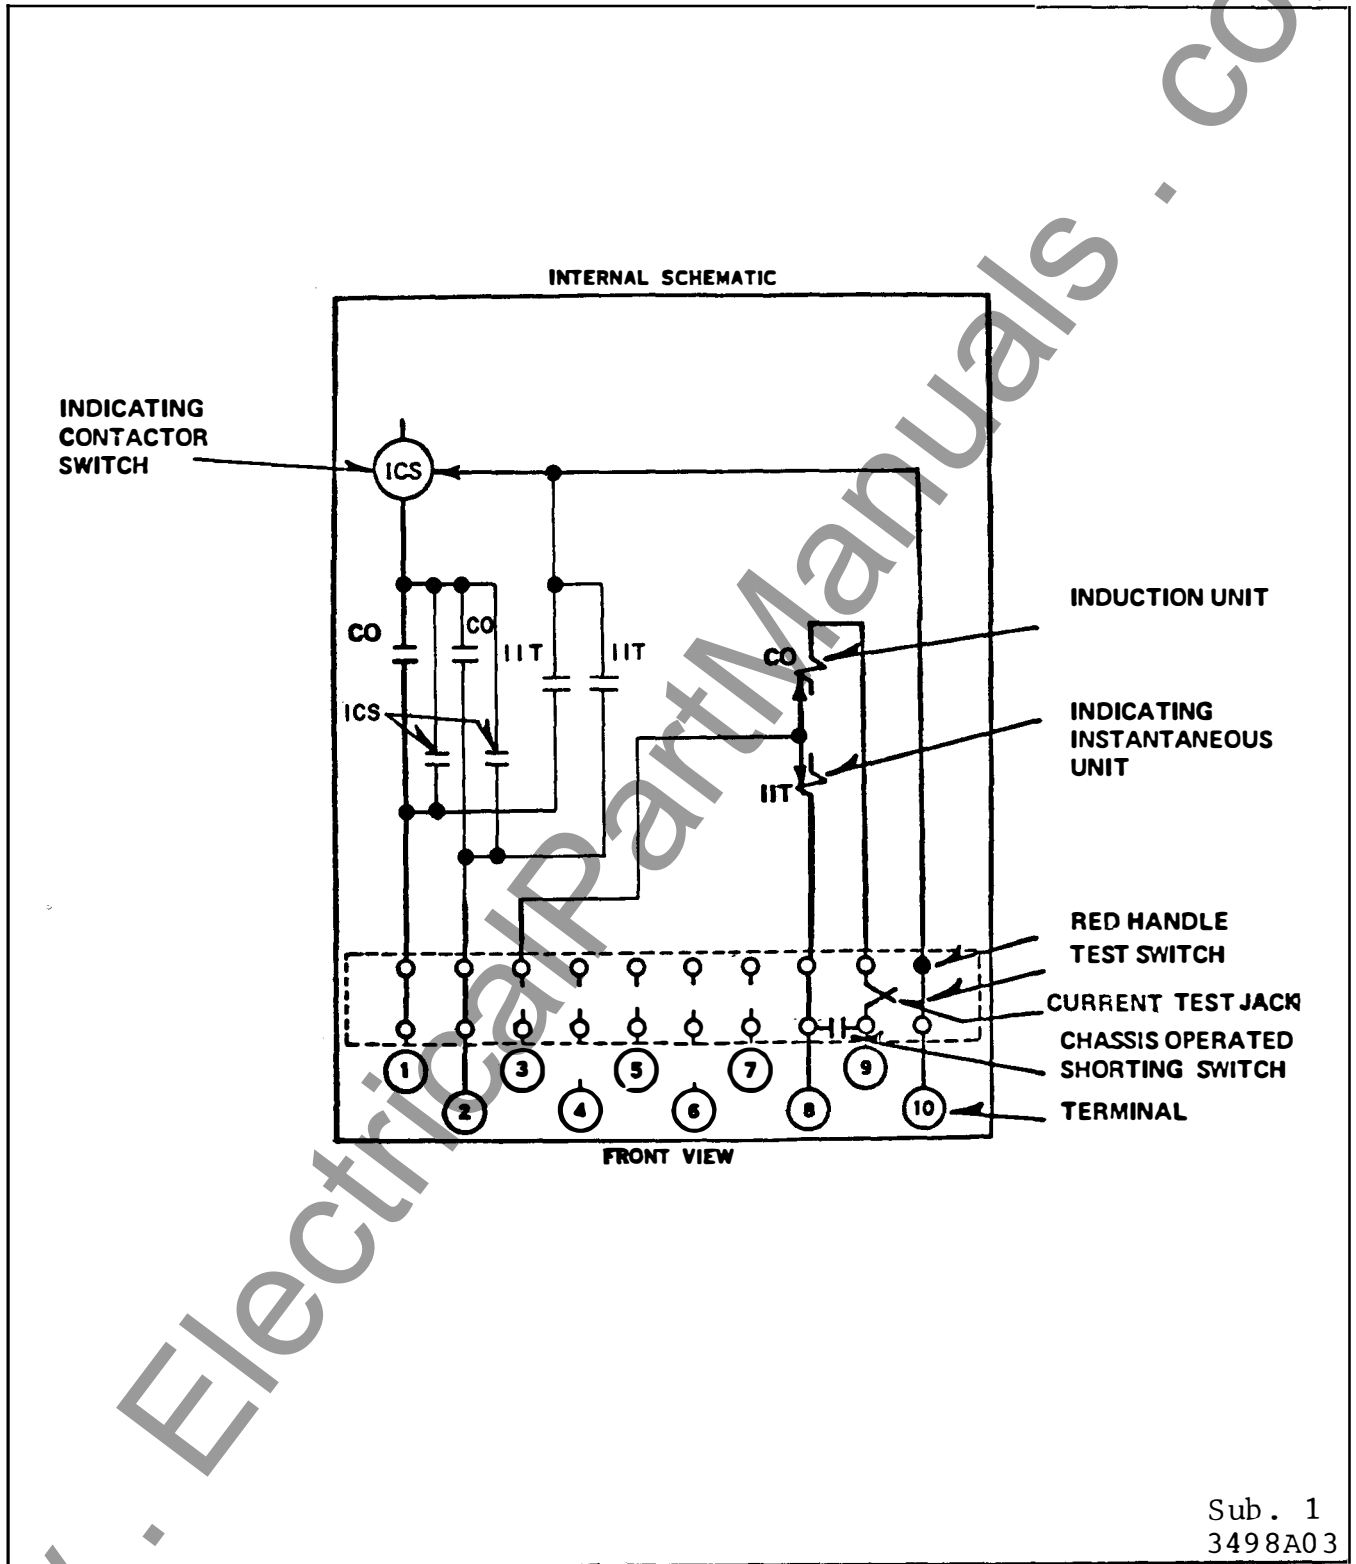 INTERNAL SCHEMATIC
INDICATING
CONTACTOR
SWITCH
ICS
CO
CO
IIT
IIT
ICS
CO
IIT
INDUCTION UNIT
INDICATING
INSTANTANEOUS
UNIT
RED HANDLE
TEST SWITCH
CURRENT TEST JACK
CHASSIS OPERATED
SHORTING SWITCH
TERMINAL
1
2
3
4
5
6
7
8
9
10
FRONT VIEW
. ElectricalPartManuals . co
Sub. 1
3498A03